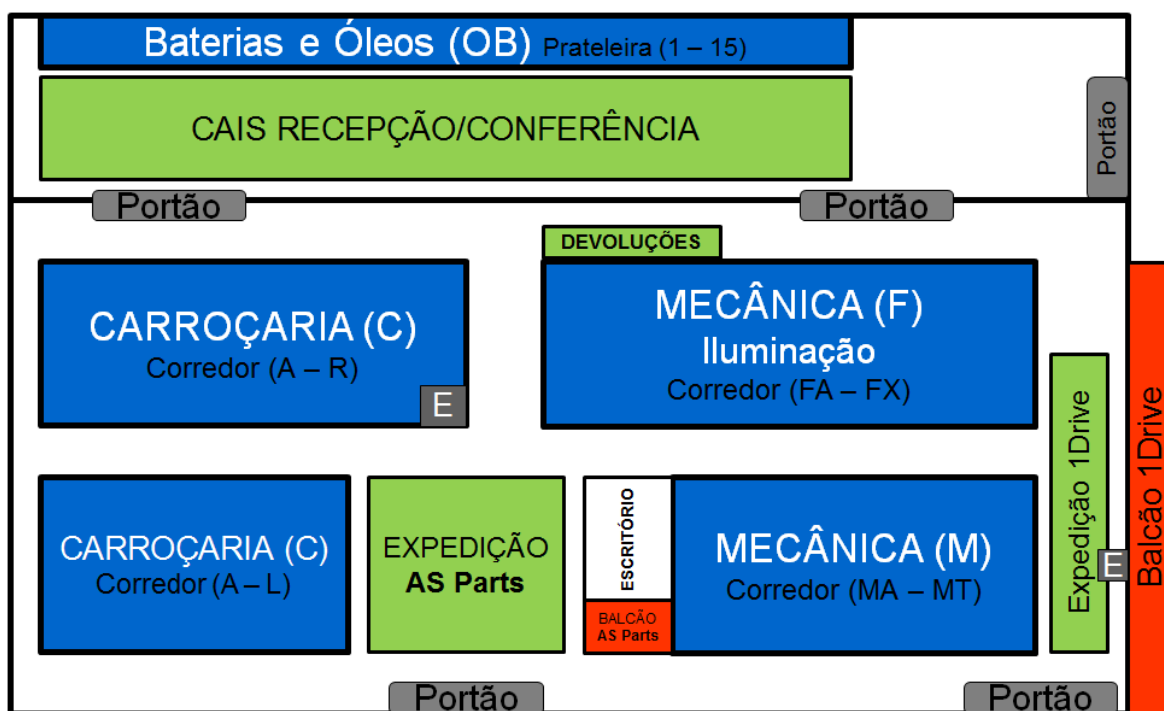 Baterias e Óleos (OB) Prateleira (1 – 15)
CAIS RECEPÇÃO/CONFERÊNCIA
Portão
Portão
Portão
DEVOLUÇÕES
CARROÇARIA (C)
Corredor (A – R)
E
MECÂNICA (F)
Iluminação
Corredor (FA – FX)
CARROÇARIA (C)
Corredor (A – L)
EXPEDIÇÃO
AS Parts
ESCRITÓRIO
BALCÃO
AS Parts
MECÂNICA (M)
Corredor (MA – MT)
Expedição 1Drive
E
Balcão 1Drive
Portão
Portão